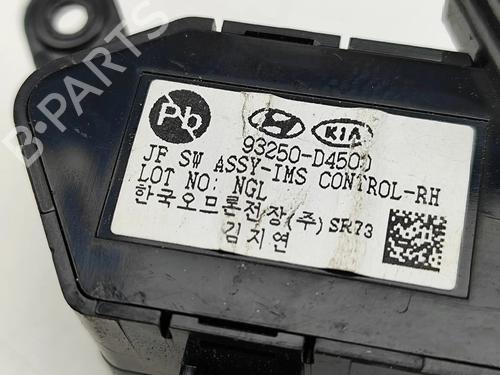 Pb
KIA
93250-D4500
JF SW ASSY-IMS CONTROL-RH
LOT NO: NGL
한국오므론전장(주) SR73
김지연
B-PARTS